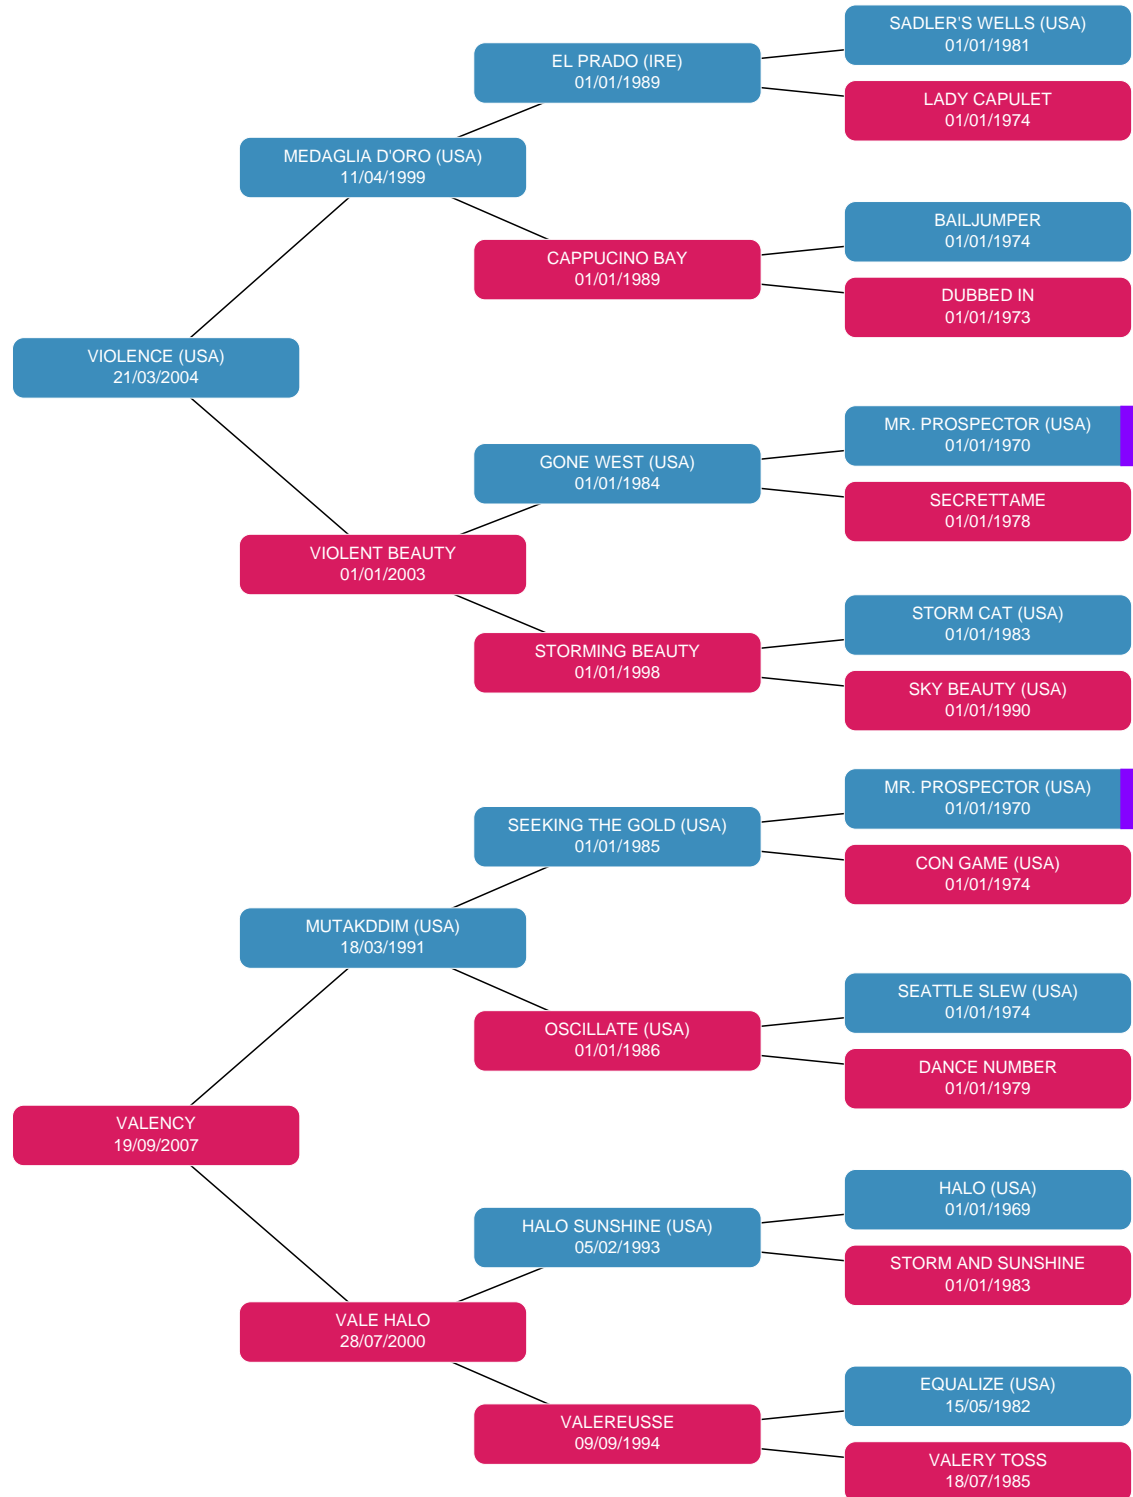 SADLER'S WELLS (USA)
01/01/1981
EL PRADO (IRE)
01/01/1989
LADY CAPULET
01/01/1974
MEDAGLIA D'ORO (USA)
11/04/1999
BAILJUMPER
01/01/1974
CAPPUCINO BAY
01/01/1989
DUBBED IN
01/01/1973
VIOLENCE (USA)
21/03/2004
MR. PROSPECTOR (USA)
01/01/1970
GONE WEST (USA)
01/01/1984
SECRETTAME
01/01/1978
VIOLENT BEAUTY
01/01/2003
STORM CAT (USA)
01/01/1983
STORMING BEAUTY
01/01/1998
SKY BEAUTY (USA)
01/01/1990
MR. PROSPECTOR (USA)
01/01/1970
SEEKING THE GOLD (USA)
01/01/1985
CON GAME (USA)
01/01/1974
MUTAKDDIM (USA)
18/03/1991
SEATTLE SLEW (USA)
01/01/1974
OSCILLATE (USA)
01/01/1986
DANCE NUMBER
01/01/1979
VALENCY
19/09/2007
HALO (USA)
01/01/1969
HALO SUNSHINE (USA)
05/02/1993
STORM AND SUNSHINE
01/01/1983
VALE HALO
28/07/2000
EQUALIZE (USA)
15/05/1982
VALEREUSSE
09/09/1994
VALERY TOSS
18/07/1985